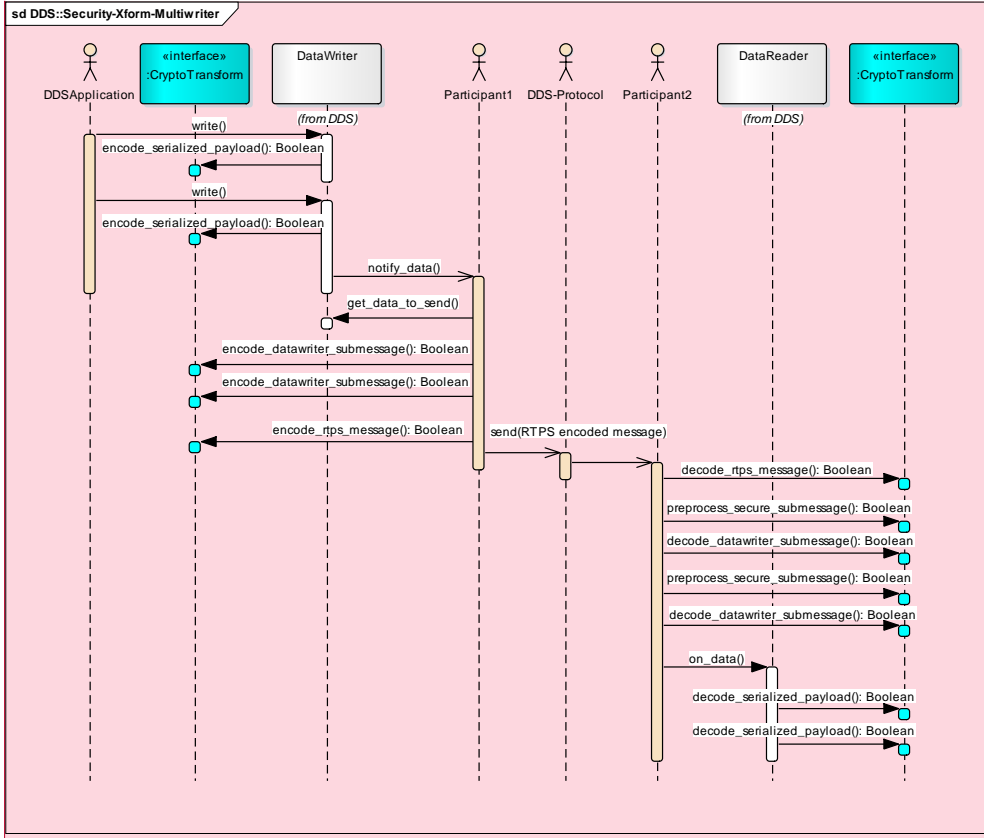 sd DDS::Security-Xform-Multiwriter
DDSApplication
«interface»
:CryptoTransform
DataWriter
(from DDS)
Participant1
DDS-Protocol
Participant2
DataReader
(from DDS)
«interface»
:CryptoTransform
write()
encode_serialized_payload(): Boolean
write()
encode_serialized_payload(): Boolean
notify_data()
get_data_to_send()
encode_datawriter_submessage(): Boolean
encode_datawriter_submessage(): Boolean
encode_rtps_message(): Boolean
send(RTPS encoded message)
decode_rtps_message(): Boolean
preprocess_secure_submessage(): Boolean
decode_datawriter_submessage(): Boolean
preprocess_secure_submessage(): Boolean
decode_datawriter_submessage(): Boolean
on_data()
decode_serialized_payload(): Boolean
decode_serialized_payload(): Boolean